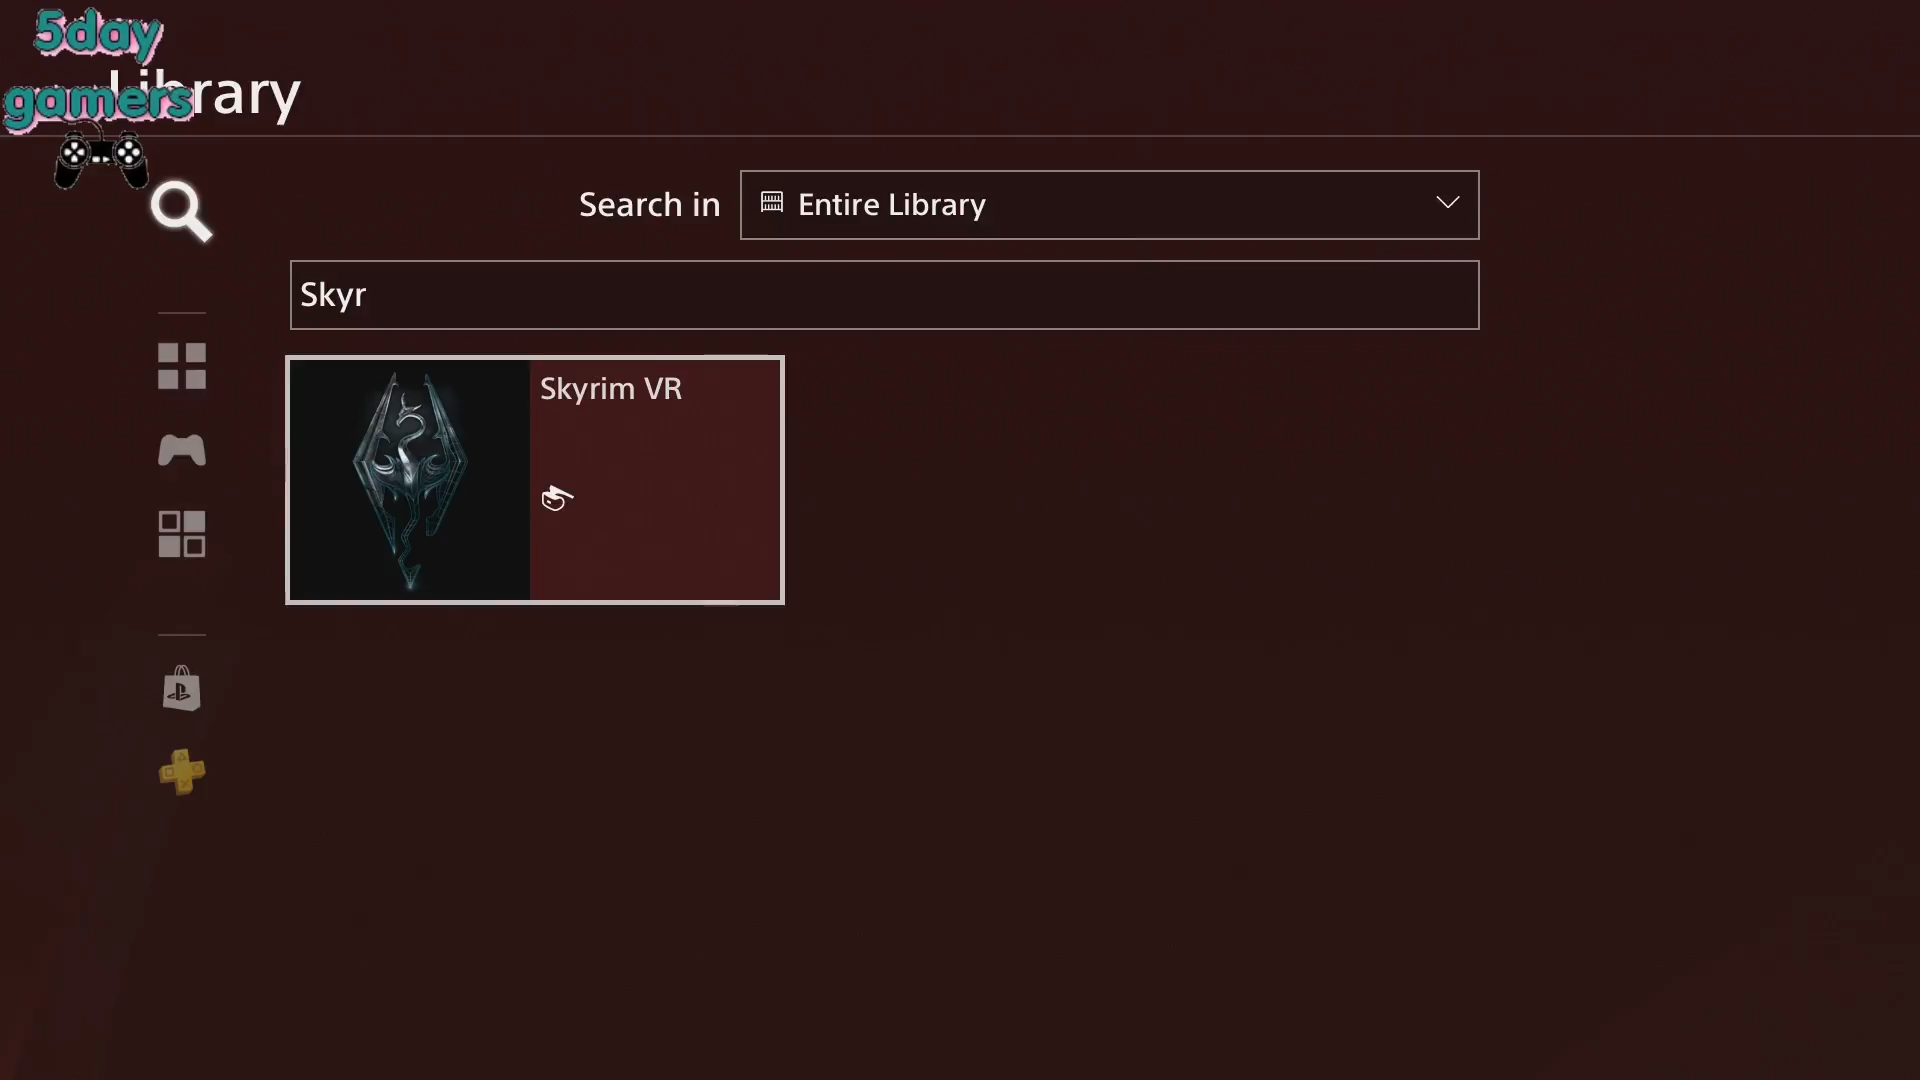 5day
gamers
Library
Search in
Entire Library
Skyr
Skyrim VR